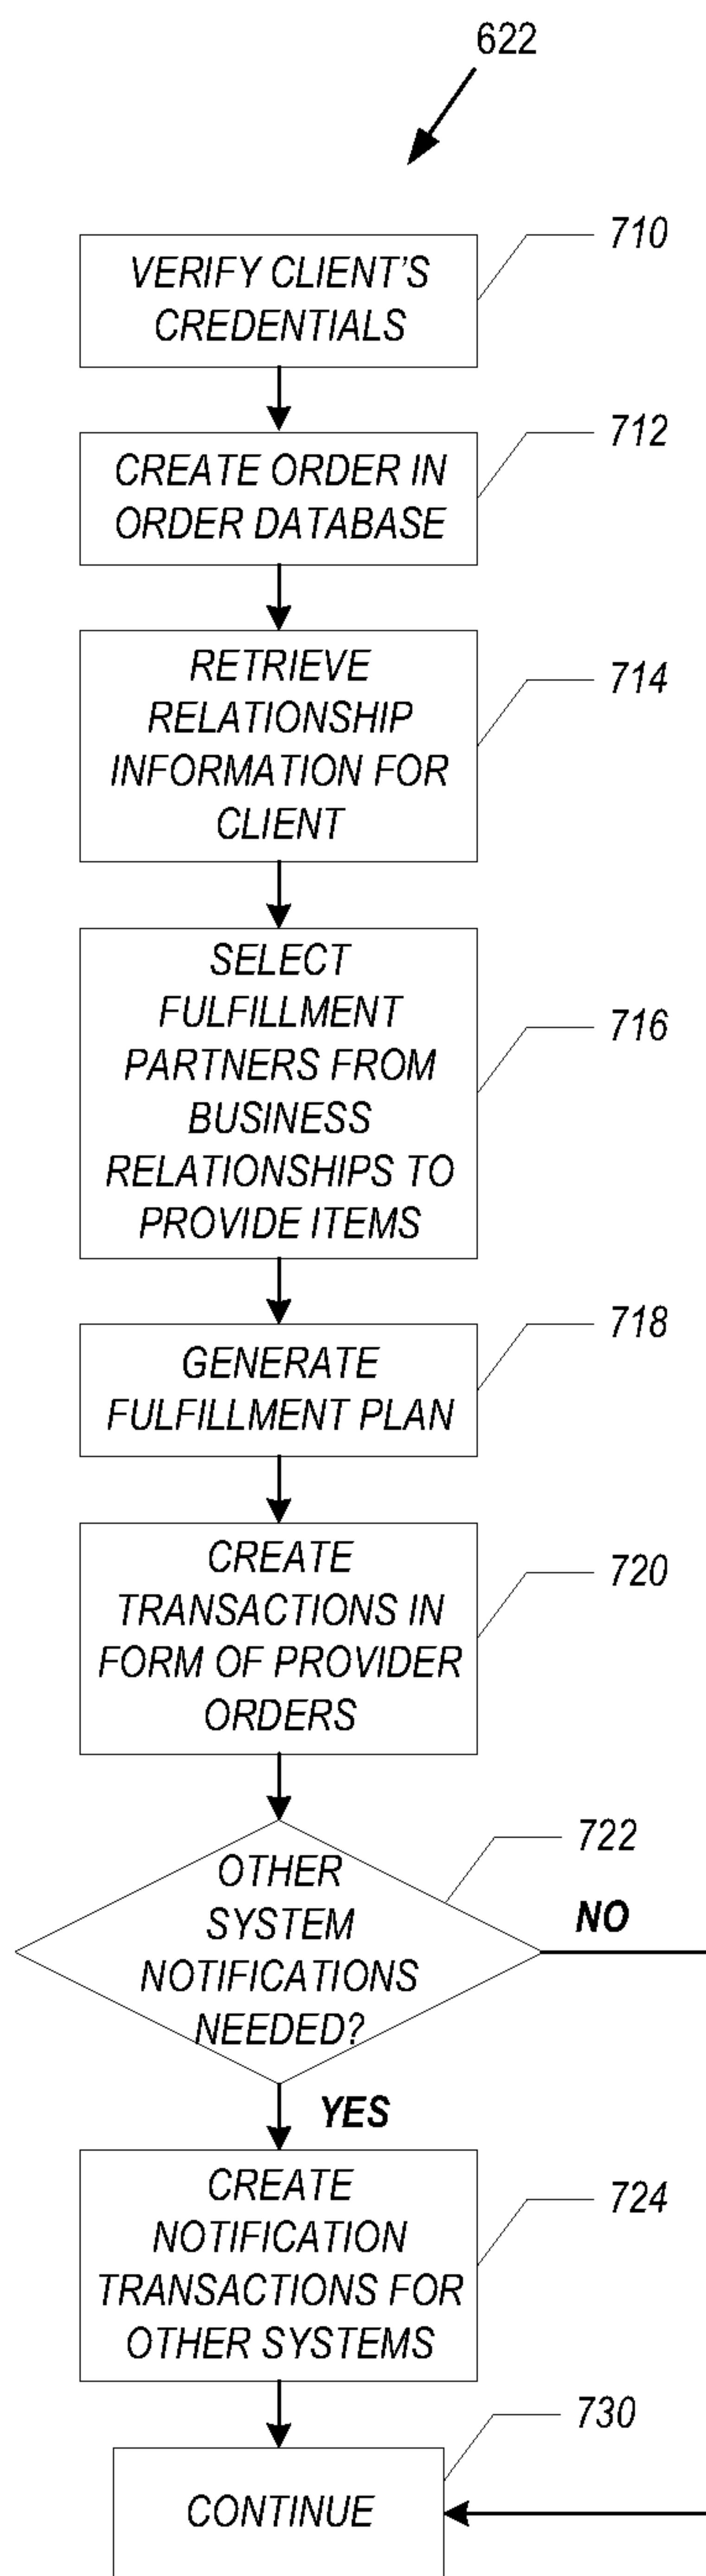 622
710
VERIFY CLIENT'S
CREDENTIALS
712
CREATE ORDER IN
ORDER DATABASE
714
RETRIEVE
RELATIONSHIP
INFORMATION FOR
CLIENT
716
SELECT
FULFILLMENT
PARTNERS FROM
BUSINESS
RELATIONSHIPS TO
PROVIDE ITEMS
718
GENERATE
FULFILLMENT PLAN
720
CREATE
TRANSACTIONS IN
FORM OF PROVIDER
ORDERS
722
OTHER
SYSTEM
NOTIFICATIONS
NEEDED?
NO
YES
724
CREATE
NOTIFICATION
TRANSACTIONS FOR
OTHER SYSTEMS
730
CONTINUE